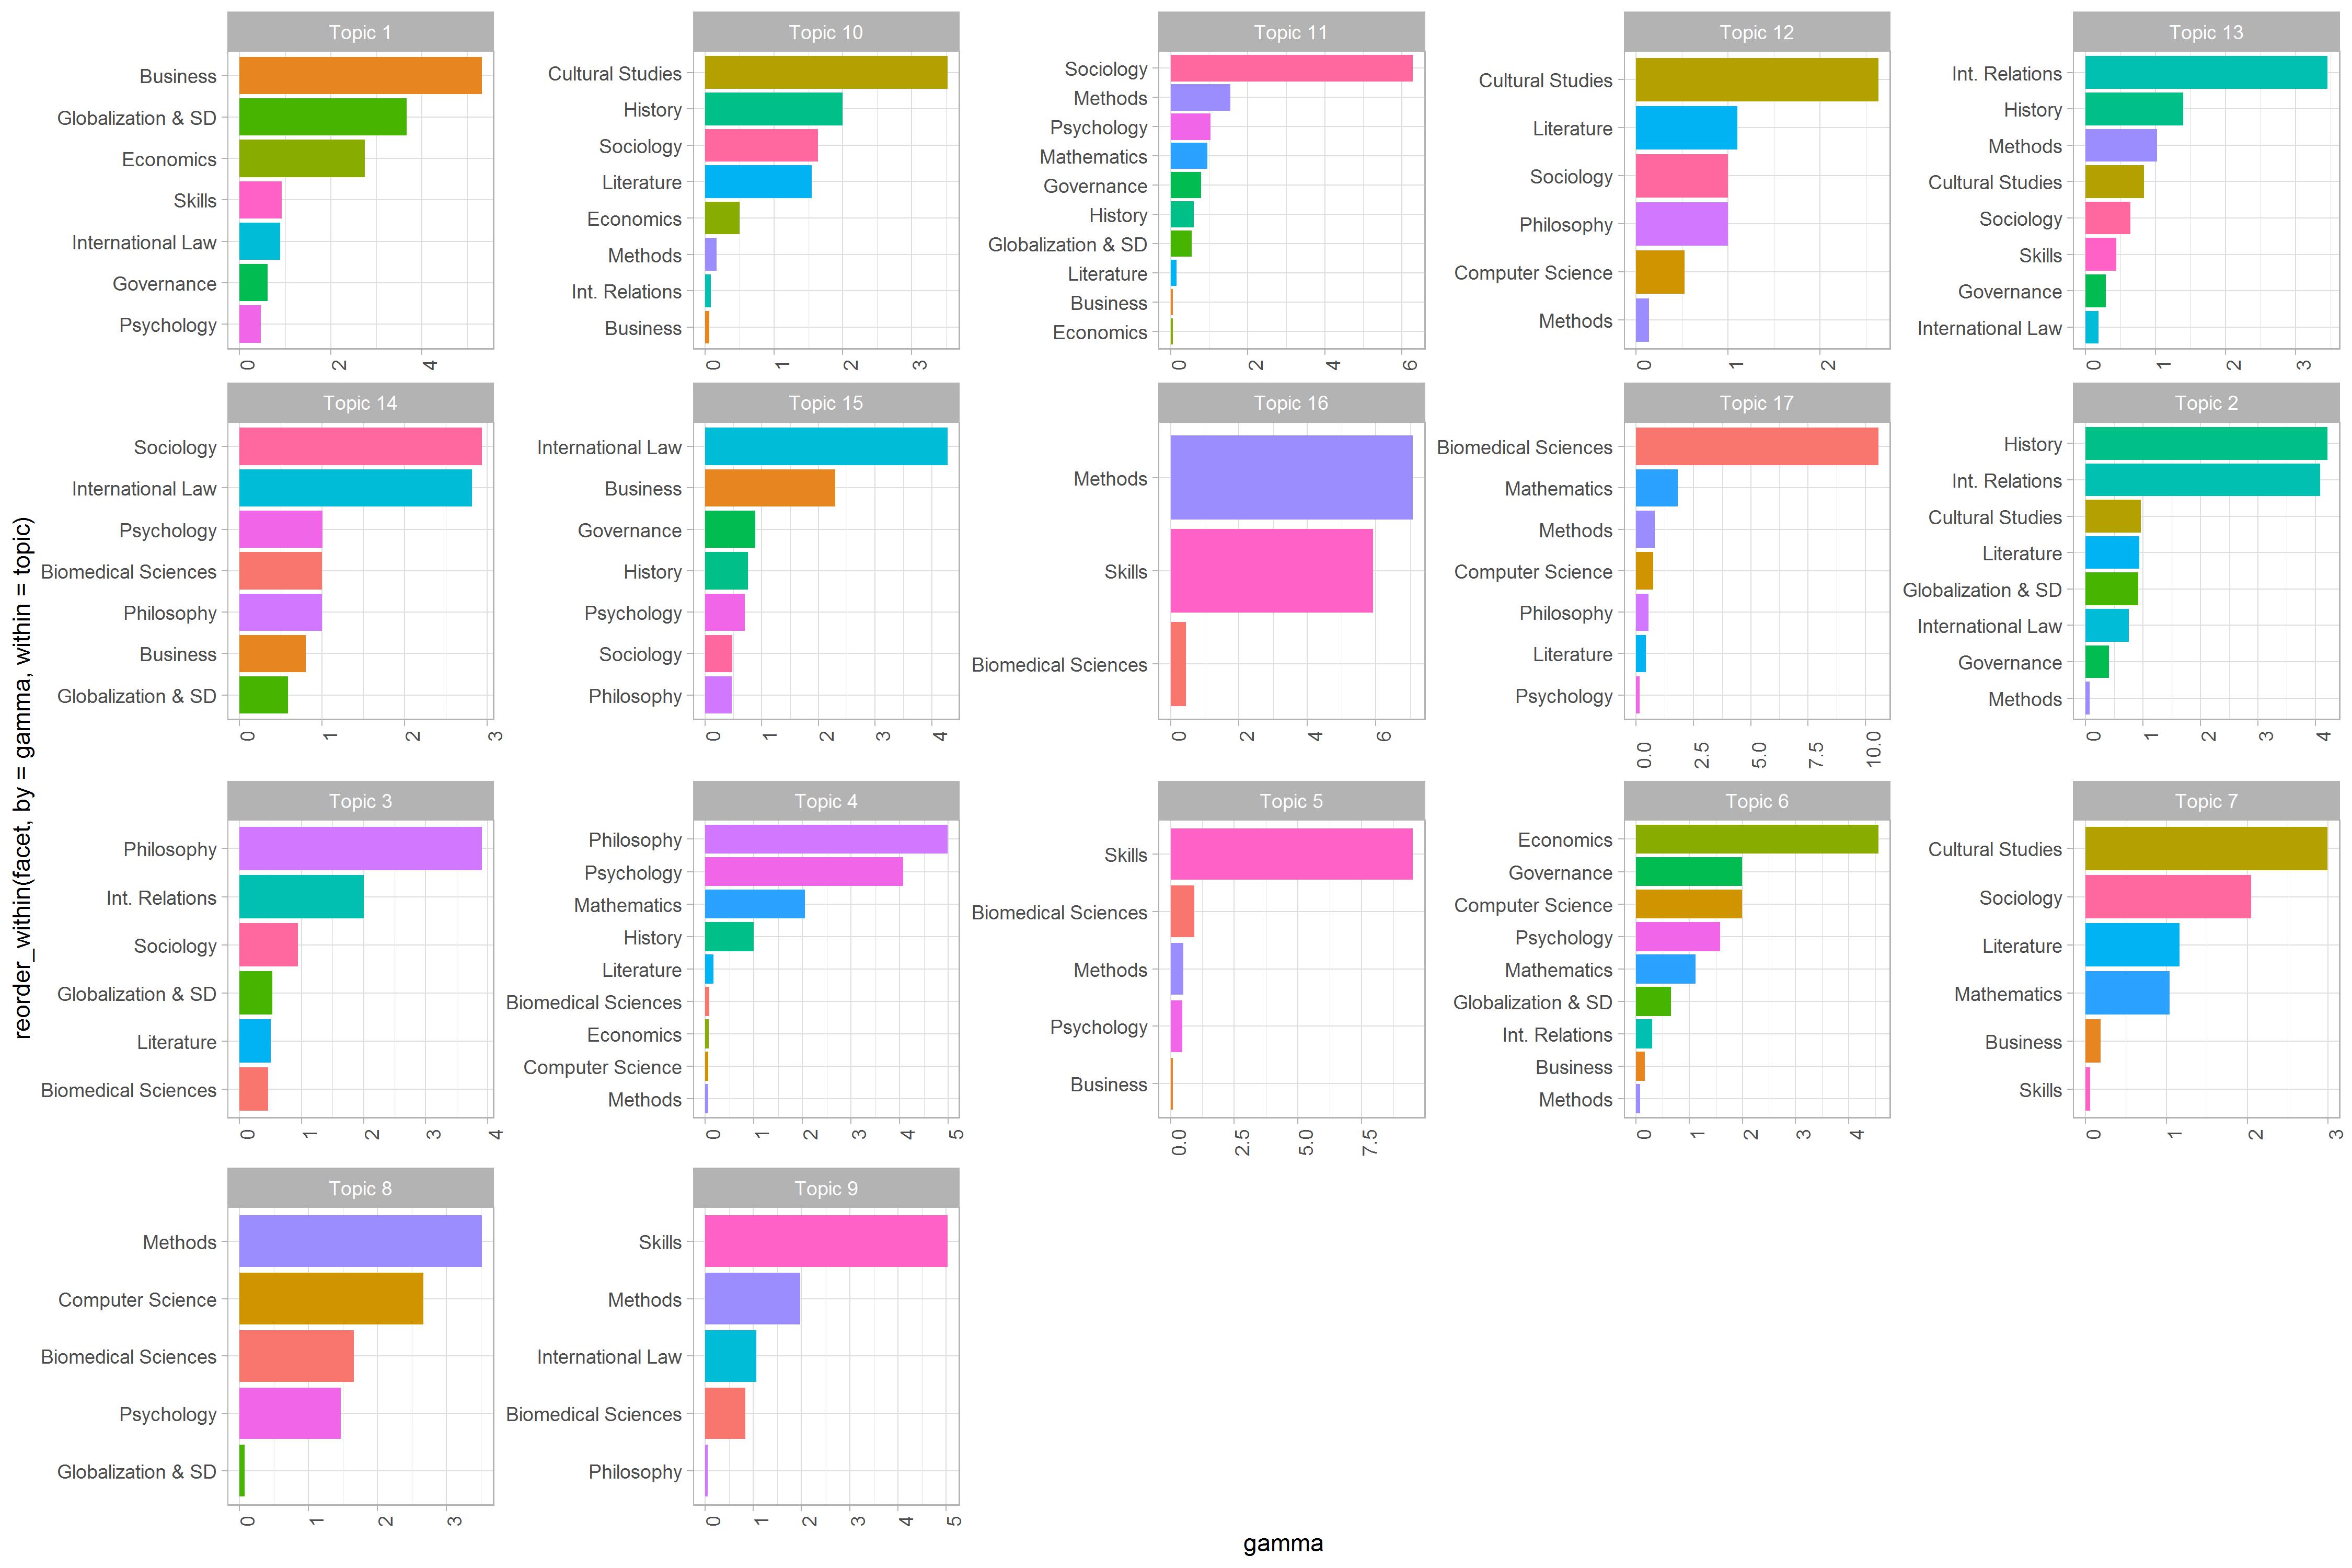 reorder_within(facet, by = gamma, within = topic)
Topic 1
Business
Globalization & SD
Economics
Skills
International Law
Governance
Psychology
0 2 4
Topic 10
Cultural Studies
History
Sociology
Literature
Economics
Methods
Int. Relations
Business
0 1 2 3
Topic 11
Sociology
Methods
Psychology
Mathematics
Governance
History
Globalization & SD
Literature
Business
Economics
0 2 4 6
Topic 12
Cultural Studies
Literature
Sociology
Philosophy
Computer Science
Methods
0 1 2
Topic 13
Int. Relations
History
Methods
Cultural Studies
Sociology
Skills
Governance
International Law
0 1 2 3
Topic 14
Sociology
International Law
Psychology
Biomedical Sciences
Philosophy
Business
Globalization & SD
0 1 2 3
Topic 15
International Law
Business
Governance
History
Psychology
Sociology
Philosophy
0 1 2 3 4
Topic 16
Methods
Skills
Biomedical Sciences
0 2 4 6
Topic 17
Biomedical Sciences
Mathematics
Methods
Computer Science
Philosophy
Literature
Psychology
0.0 2.5 5.0 7.5 10.0
Topic 2
History
Int. Relations
Cultural Studies
Literature
Globalization & SD
International Law
Governance
Methods
0 1 2 3 4
Topic 3
Philosophy
Int. Relations
Sociology
Globalization & SD
Literature
Biomedical Sciences
0 1 2 3 4
Topic 4
Philosophy
Psychology
Mathematics
History
Literature
Biomedical Sciences
Economics
Computer Science
Methods
0 1 2 3 4 5
Topic 5
Skills
Biomedical Sciences
Methods
Psychology
Business
0.0 2.5 5.0 7.5
Topic 6
Economics
Governance
Computer Science
Psychology
Mathematics
Globalization & SD
Int. Relations
Business
Methods
0 1 2 3 4
Topic 7
Cultural Studies
Sociology
Literature
Mathematics
Business
Skills
0 1 2 3
Topic 8
Methods
Computer Science
Biomedical Sciences
Psychology
Globalization & SD
0 1 2 3
Topic 9
Skills
Methods
International Law
Biomedical Sciences
Philosophy
0 1 2 3 4 5
gamma